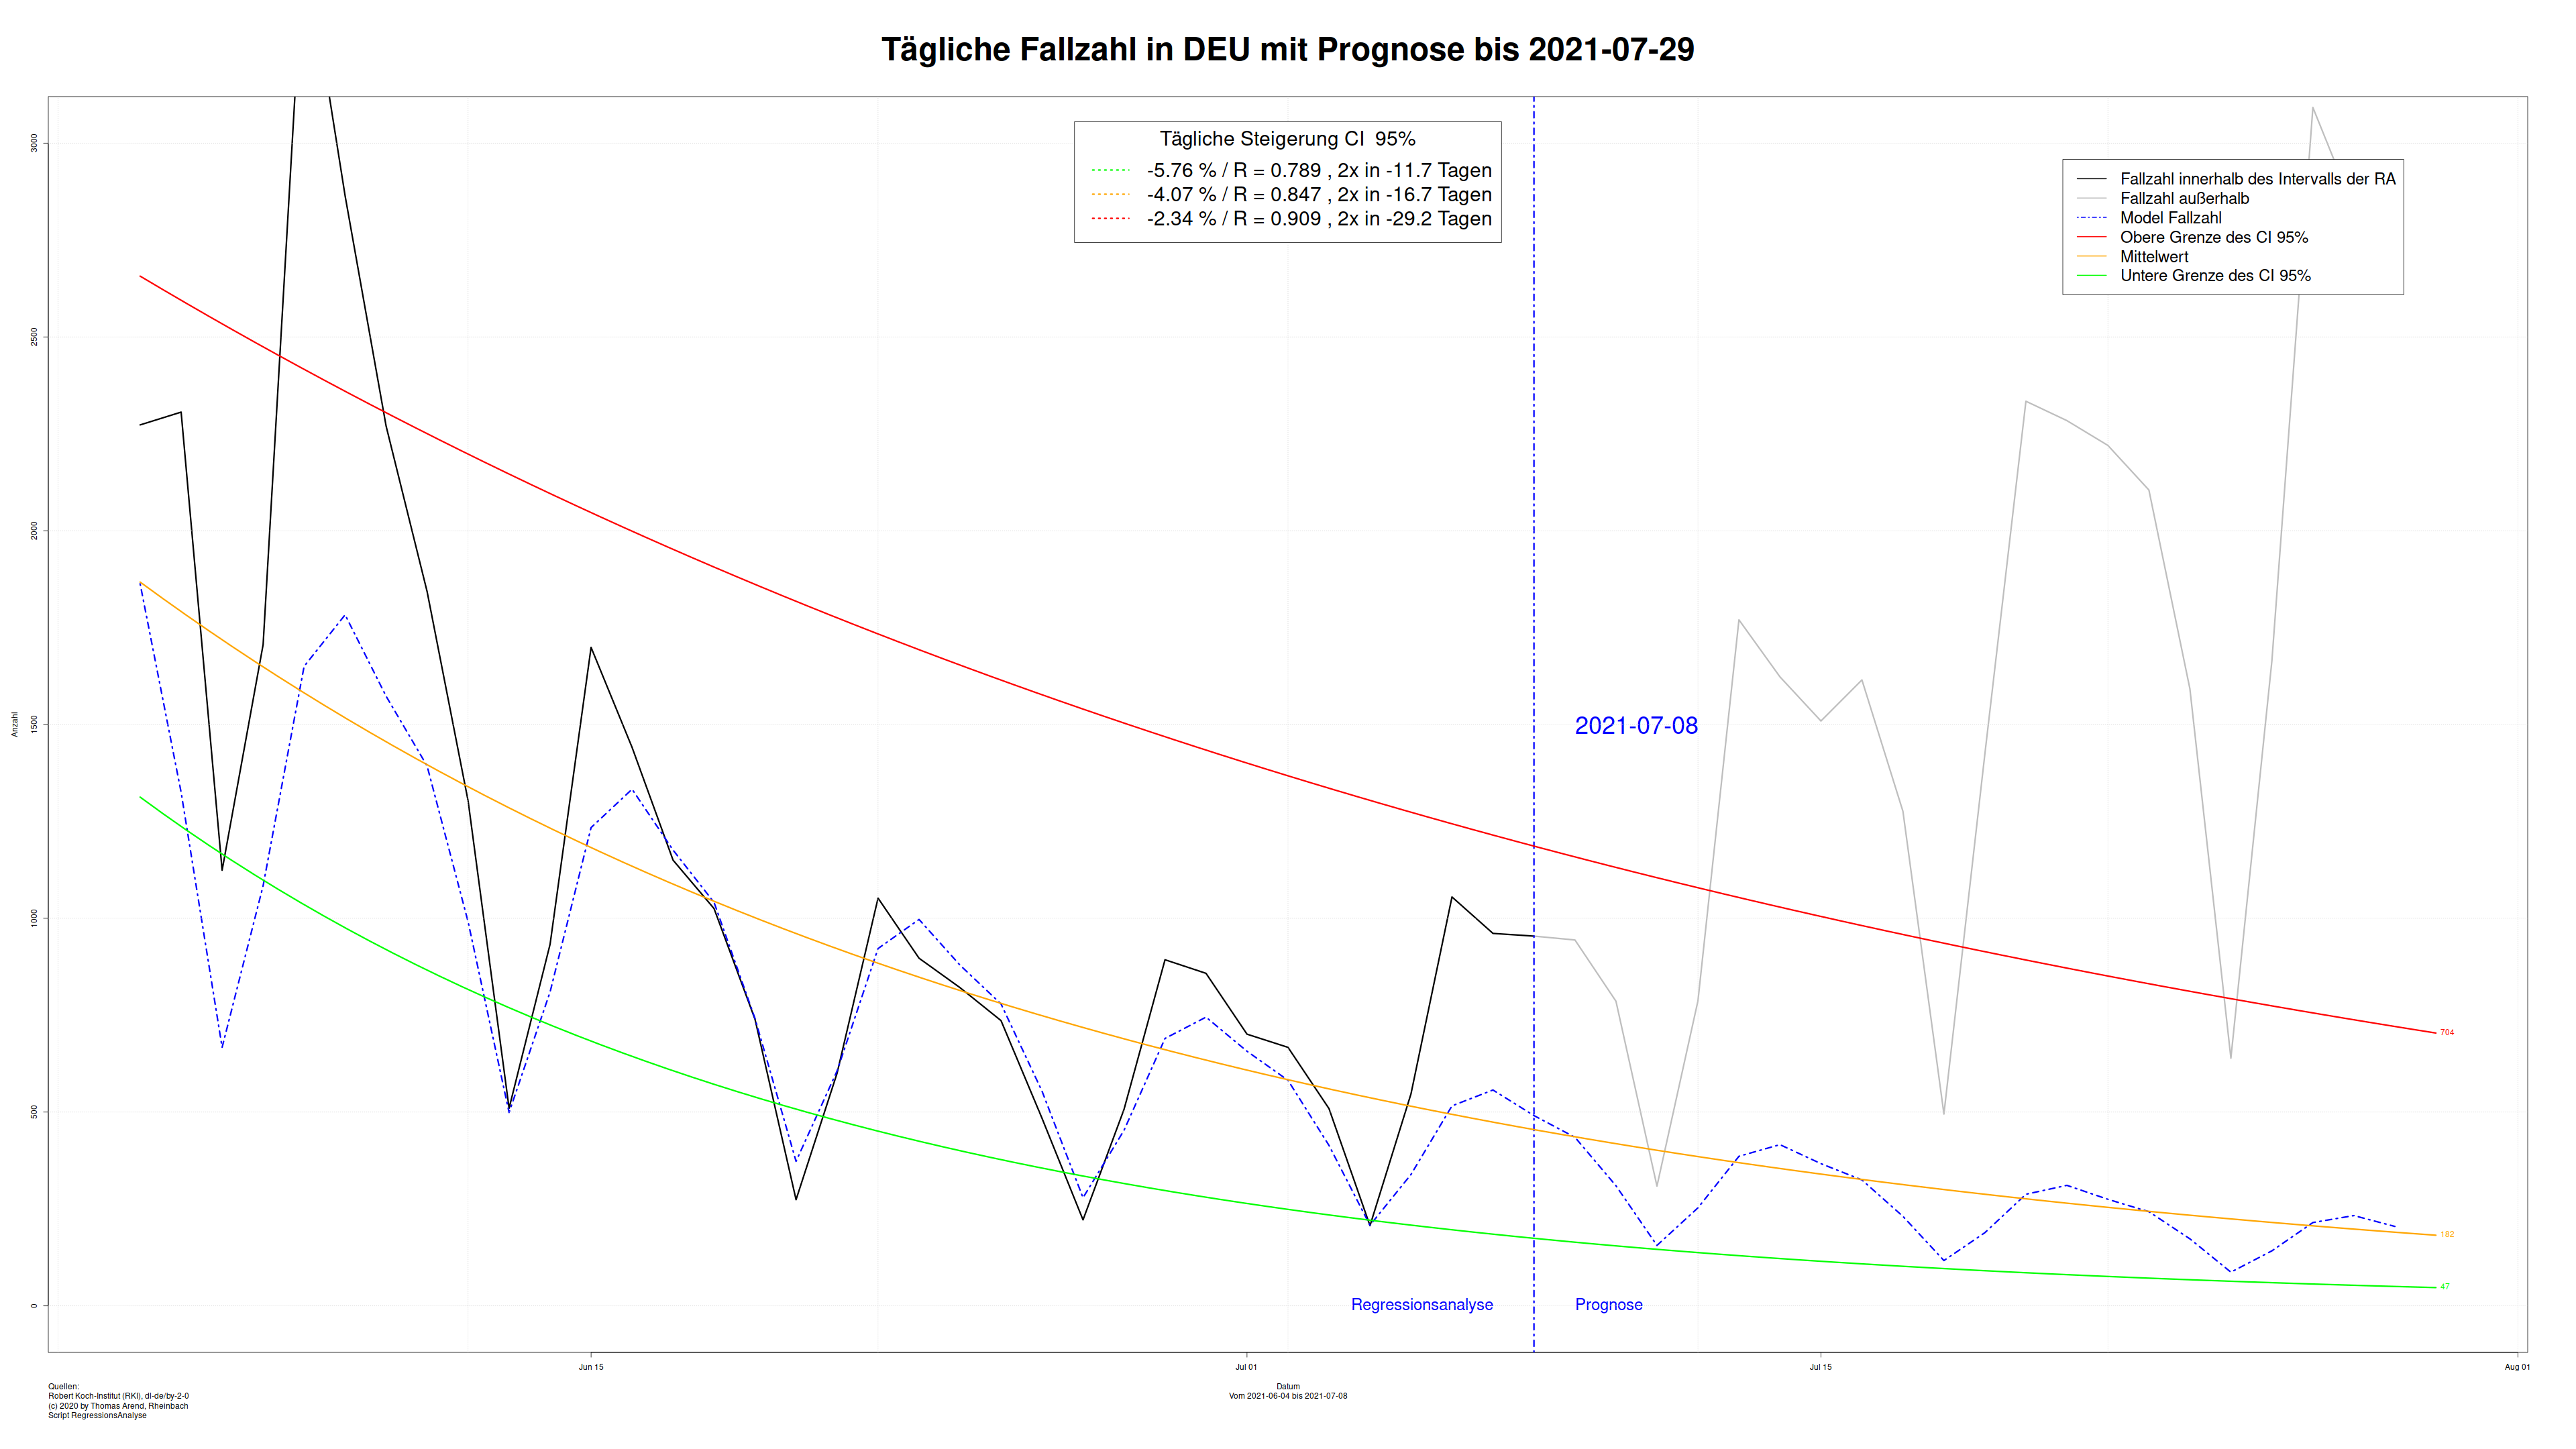 Tägliche Fallzahl in DEU mit Prognose bis 2021-07-29
Tägliche Steigerung CI  95%
-5.76 % / R = 0.789 , 2x in -11.7 Tagen
-4.07 % / R = 0.847 , 2x in -16.7 Tagen
-2.34 % / R = 0.909 , 2x in -29.2 Tagen
Fallzahl innerhalb des Intervalls der RA
Fallzahl außerhalb
Model Fallzahl
Obere Grenze des CI 95%
Mittelwert
Untere Grenze des CI 95%
3000
2500
2000
1500
1000
500
0
Anzahl
2021-07-08
704
182
47
Regressionsanalyse
Prognose
Jun 15
Jul 01
Jul 15
Aug 01
Datum
Vom 2021-06-04 bis 2021-07-08
Quellen:
Robert Koch-Institut (RKI), dl-de/by-2-0
(c) 2020 by Thomas Arend, Rheinbach
Script RegressionsAnalyse